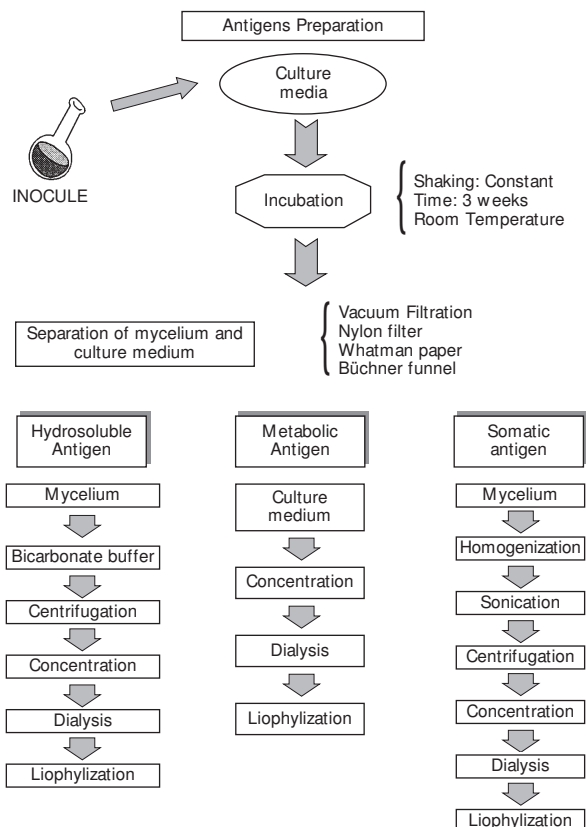 Antigens Preparation
Culture
media
INOCULE
Incubation
Shaking: Constant
Time: 3 weeks
Room Temperature
Separation of mycelium and
culture medium
Vacuum Filtration
Nylon filter
Whatman paper
Büchner funnel
Hydrosoluble
Antigen
Mycelium
Bicarbonate buffer
Centrifugation
Concentration
Dialysis
Liophylization
Metabolic
Antigen
Culture
medium
Concentration
Dialysis
Liophylization
Somatic
antigen
Mycelium
Homogenization
Sonication
Centrifugation
Concentration
Dialysis
Liophylization